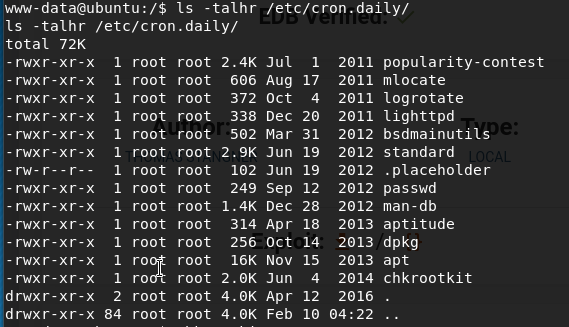 www-data@ubuntu:/$ ls -talhr /etc/cron.daily/
ls -talhr /etc/cron.daily/
total 72K
-rwxr-xr-x  1 root root 2.4K Jul  1  2011 popularity-contest
-rwxr-xr-x  1 root root  606 Aug 17  2011 mlocate
-rwxr-xr-x  1 root root  372 Oct  4  2011 logrotate
-rwxr-xr-x  1 root root  338 Dec 20  2011 lighttpd
-rwxr-xr-x  1 root root  502 Mar 31  2012 bsdmainutils
-rwxr-xr-x  1 root root 2.9K Jun 19  2012 standard
-rw-r--r--  1 root root  102 Jun 19  2012 .placeholder
-rwxr-xr-x  1 root root  249 Sep 12  2012 passwd
-rwxr-xr-x  1 root root 1.4K Dec 28  2012 man-db
-rwxr-xr-x  1 root root  314 Apr 18  2013 aptitude
-rwxr-xr-x  1 root root  256 Oct 14  2013 dpkg
-rwxr-xr-x  1 root root  16K Nov 15  2013 apt
-rwxr-xr-x  1 root root 2.0K Jun  4  2014 chkrootkit
drwxr-xr-x  2 root root 4.0K Apr 12  2016 .
drwxr-xr-x 84 root root 4.0K Feb 10 04:22 ..
EDB Verified:
Author:
Type:
LOCAL
Exploit: